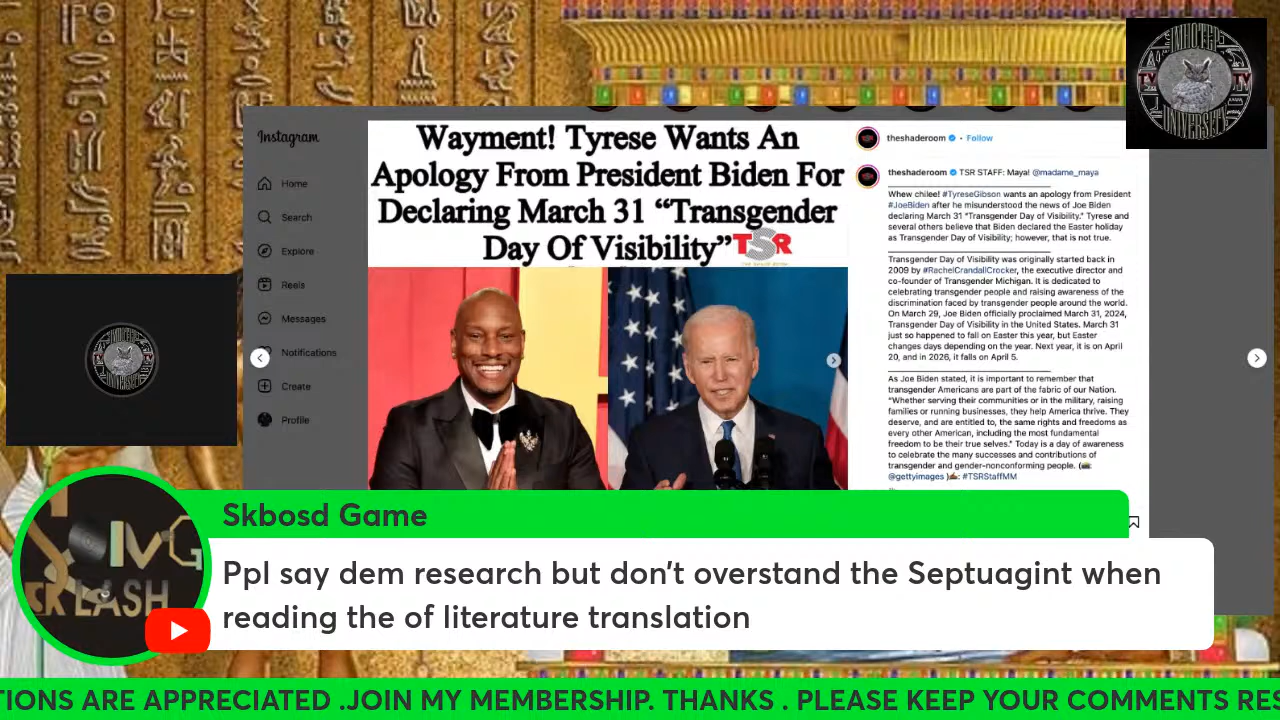 IMHOTEP
TV TV
UNIVERSITY
Instagram
Home
Search
Explore
Reels
Messages
Notifications
Create
Profile
Wayment! Tyrese Wants An
Apology From President Biden For
Declaring March 31 “Transgender
Day Of Visibility”
TSR
theshaderoom • Follow
theshaderoom TSR STAFF: Maya! @madame_maya
Whew chilee! #TyreseGibson wants an apology from President
#JoeBiden after he misunderstood the news of Joe Biden
declaring March 31 “Transgender Day of Visibility.” Tyrese and
several others believe that Biden declared the Easter holiday
as Transgender Day of Visibility; however, that is not true.
Transgender Day of Visibility was originally started back in
2009 by #RachelCrandallCrocker, the executive director and
co-founder of Transgender Michigan. It is dedicated to
celebrating transgender people and raising awareness of the
discrimination faced by transgender people around the world.
On March 29, Joe Biden officially proclaimed March 31, 2024,
Transgender Day of Visibility in the United States. March 31
just so happened to fall on Easter this year, but Easter
changes days depending on the year. Next year, it is on April
20, and in 2026, it falls on April 5.
As Joe Biden stated, it is important to remember that
transgender Americans are part of the fabric of our Nation.
“Whether serving their communities or in the military, raising
families or running businesses, they help America thrive. They
deserve, and are entitled to, the same rights and freedoms as
every other American, including the most fundamental
freedom to be their true selves.” Today is a day of awareness
to celebrate the many successes and contributions of
transgender and gender-nonconforming people. (📸:
@gettyimages )✍🏾: #TSRStaffMM
Skbosd Game
Ppl say dem research but don't overstand the Septuagint when
reading the of literature translation
TIONS ARE APPRECIATED .JOIN MY MEMBERSHIP. THANKS . PLEASE KEEP YOUR COMMENTS RES